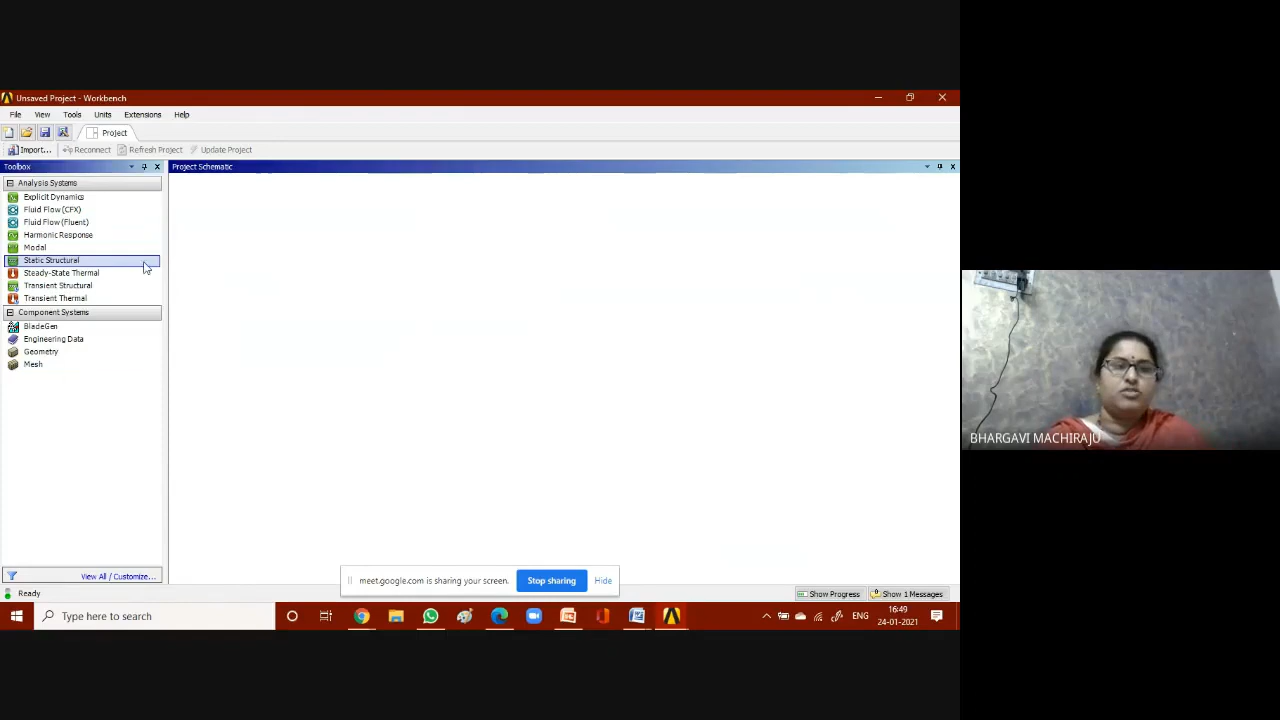 Unsaved Project - Workbench
File View Tools Units Extensions Help
Project
Import... Reconnect Refresh Project Update Project
Toolbox
Project Schematic
Analysis Systems
Explicit Dynamics
Fluid Flow (CFX)
Fluid Flow (Fluent)
Harmonic Response
Modal
Static Structural
Steady-State Thermal
Transient Structural
Transient Thermal
Component Systems
BladeGen
Engineering Data
Geometry
Mesh
View All / Customize...
meet.google.com is sharing your screen. Stop sharing Hide
Ready
Show Progress Show 1 Messages
Type here to search
ENG
16:49
24-01-2021
BHARGAVI MACHIRAJU